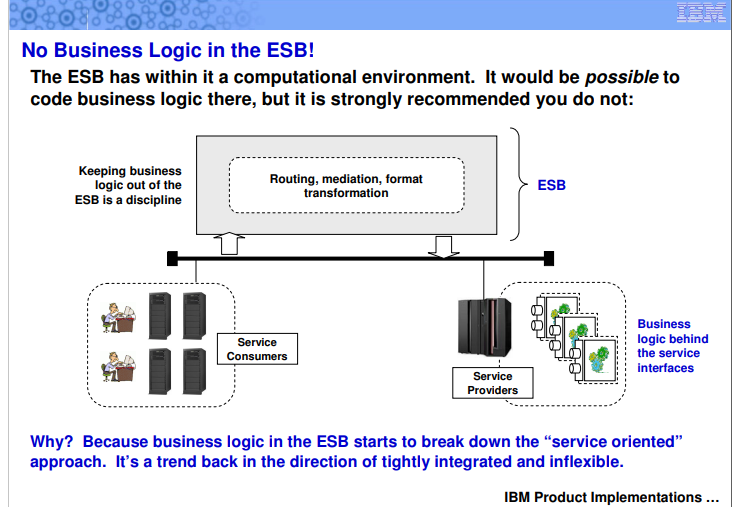 IBM
No Business Logic in the ESB!
The ESB has within it a computational environment.  It would be possible to
code business logic there, but it is strongly recommended you do not:
Keeping business
logic out of the
ESB is a discipline
Routing, mediation, format
transformation
ESB
Service
Consumers
Service
Providers
Business
logic behind
the service
interfaces
Why?  Because business logic in the ESB starts to break down the “service oriented”
approach.  It’s a trend back in the direction of tightly integrated and inflexible.
IBM Product Implementations …